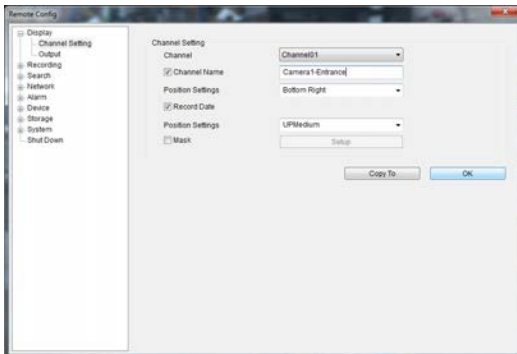 Remote Config
Display
Channel Setting
Output
Recording
Search
Network
Alarm
Device
Storage
System
Shut Down
Channel Setting
Channel
Channel01
Channel Name
Camera1-Entrance
Position Settings
Bottom Right
Record Date
Position Settings
UPMedium
Mask
Setup
Copy To
OK